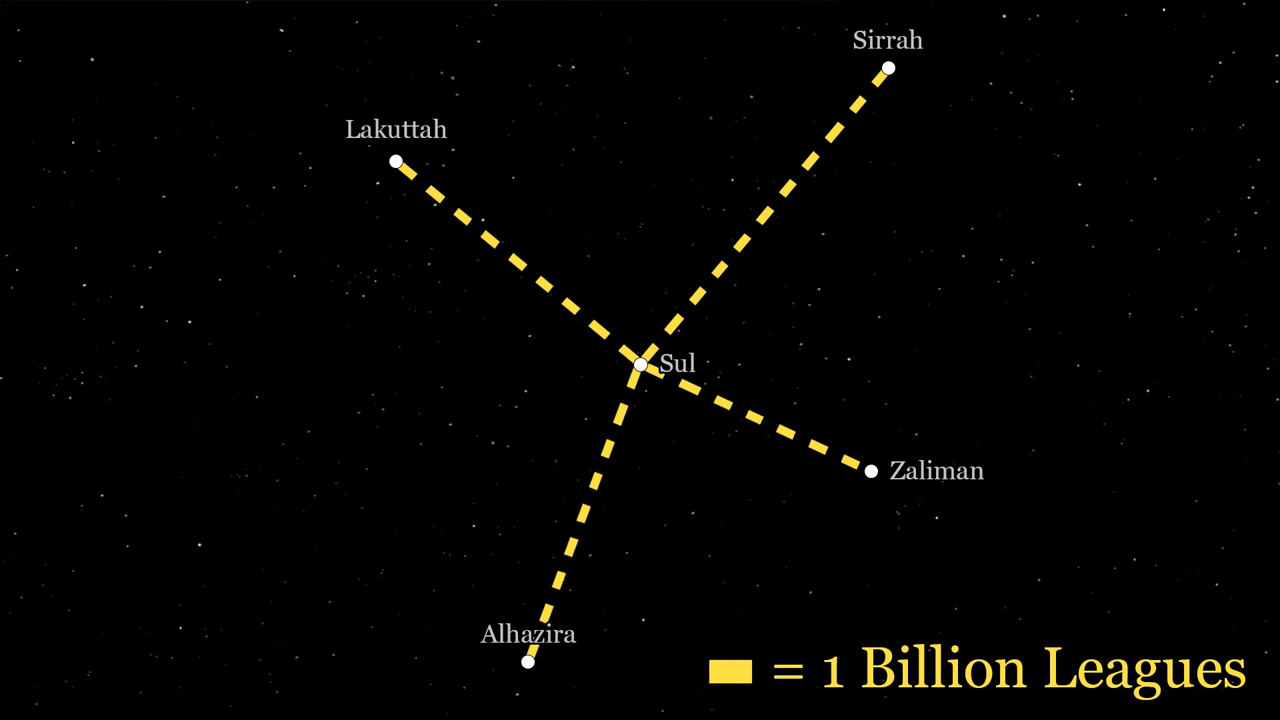 Sirrah
Lakuttah
Sul
Zaliman
Alhazira
= 1 Billion Leagues